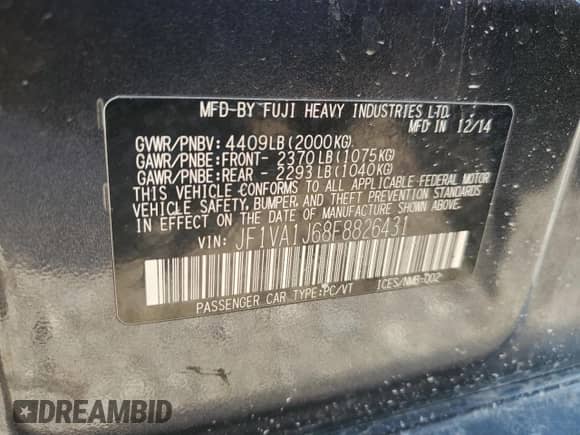 MFD-BY FUJI HEAVY INDUSTRIES LTD.
MFD IN 12/14
GVWR/PNBV: 4409LB(2000KG)
GAWR/PNBE:FRONT- 2370LB(1075KG)
GAWR/PNBE:REAR - 2293LB(1040KG)
THIS VEHICLE CONFORMS TO ALL APPLICABLE FEDERAL MOTOR
VEHICLE SAFETY, BUMPER, AND THEFT PREVENTION STANDARDS
IN EFFECT ON THE DATE OF MANUFACTURE SHOWN ABOVE.
VIN: JF1VA1J68F8826431
PASSENGER CAR TYPE:PC/VT ICES/NMB-002
DREAMBID